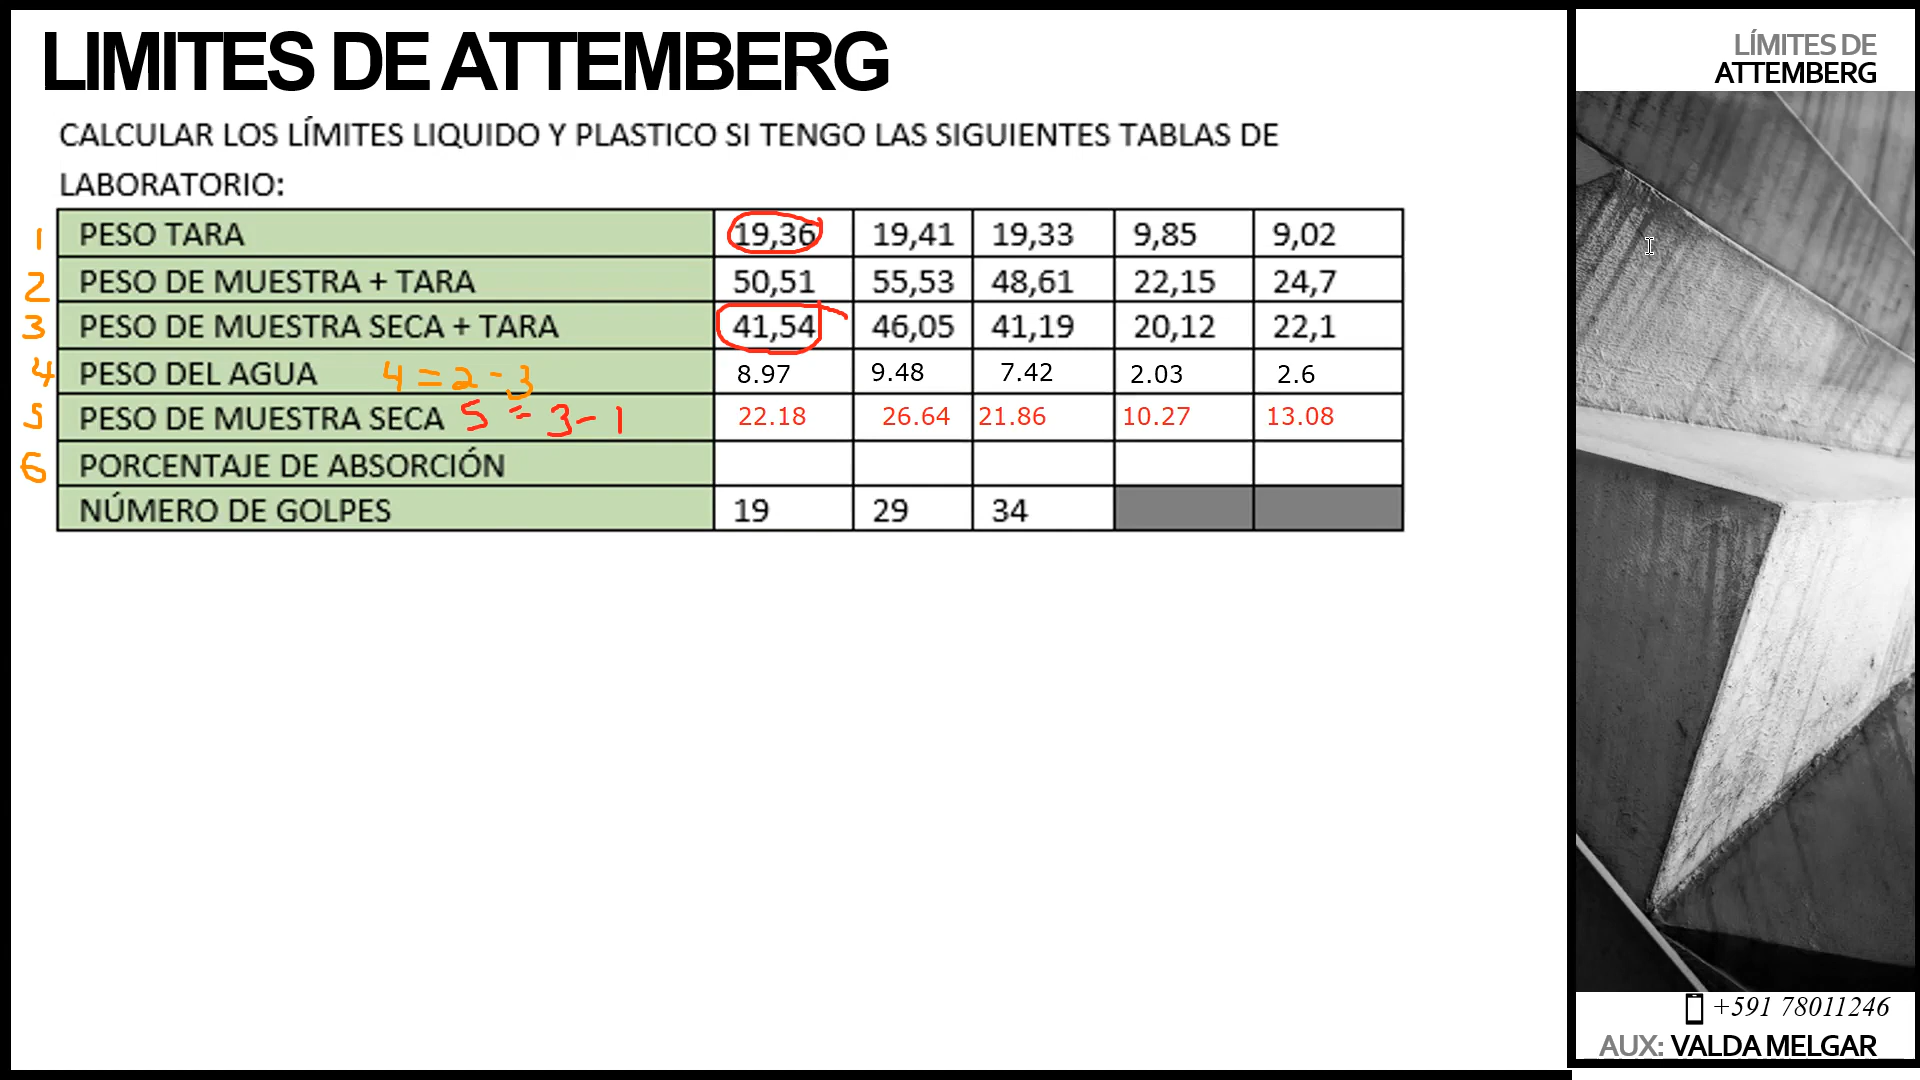 LIMITES DE ATTEMBERG
CALCULAR LOS LÍMITES LIQUIDO Y PLASTICO SI TENGO LAS SIGUIENTES TABLAS DE
LABORATORIO:
1 PESO TARA 19,36 19,41 19,33 9,85 9,02
2 PESO DE MUESTRA + TARA 50,51 55,53 48,61 22,15 24,7
3 PESO DE MUESTRA SECA + TARA 41,54 46,05 41,19 20,12 22,1
4 PESO DEL AGUA 4 = 2 - 3 8.97 9.48 7.42 2.03 2.6
5 PESO DE MUESTRA SECA 5 = 3 - 1 22.18 26.64 21.86 10.27 13.08
6 PORCENTAJE DE ABSORCIÓN
NÚMERO DE GOLPES 19 29 34
LÍMITES DE
ATTEMBERG
+591 78011246
AUX: VALDA MELGAR